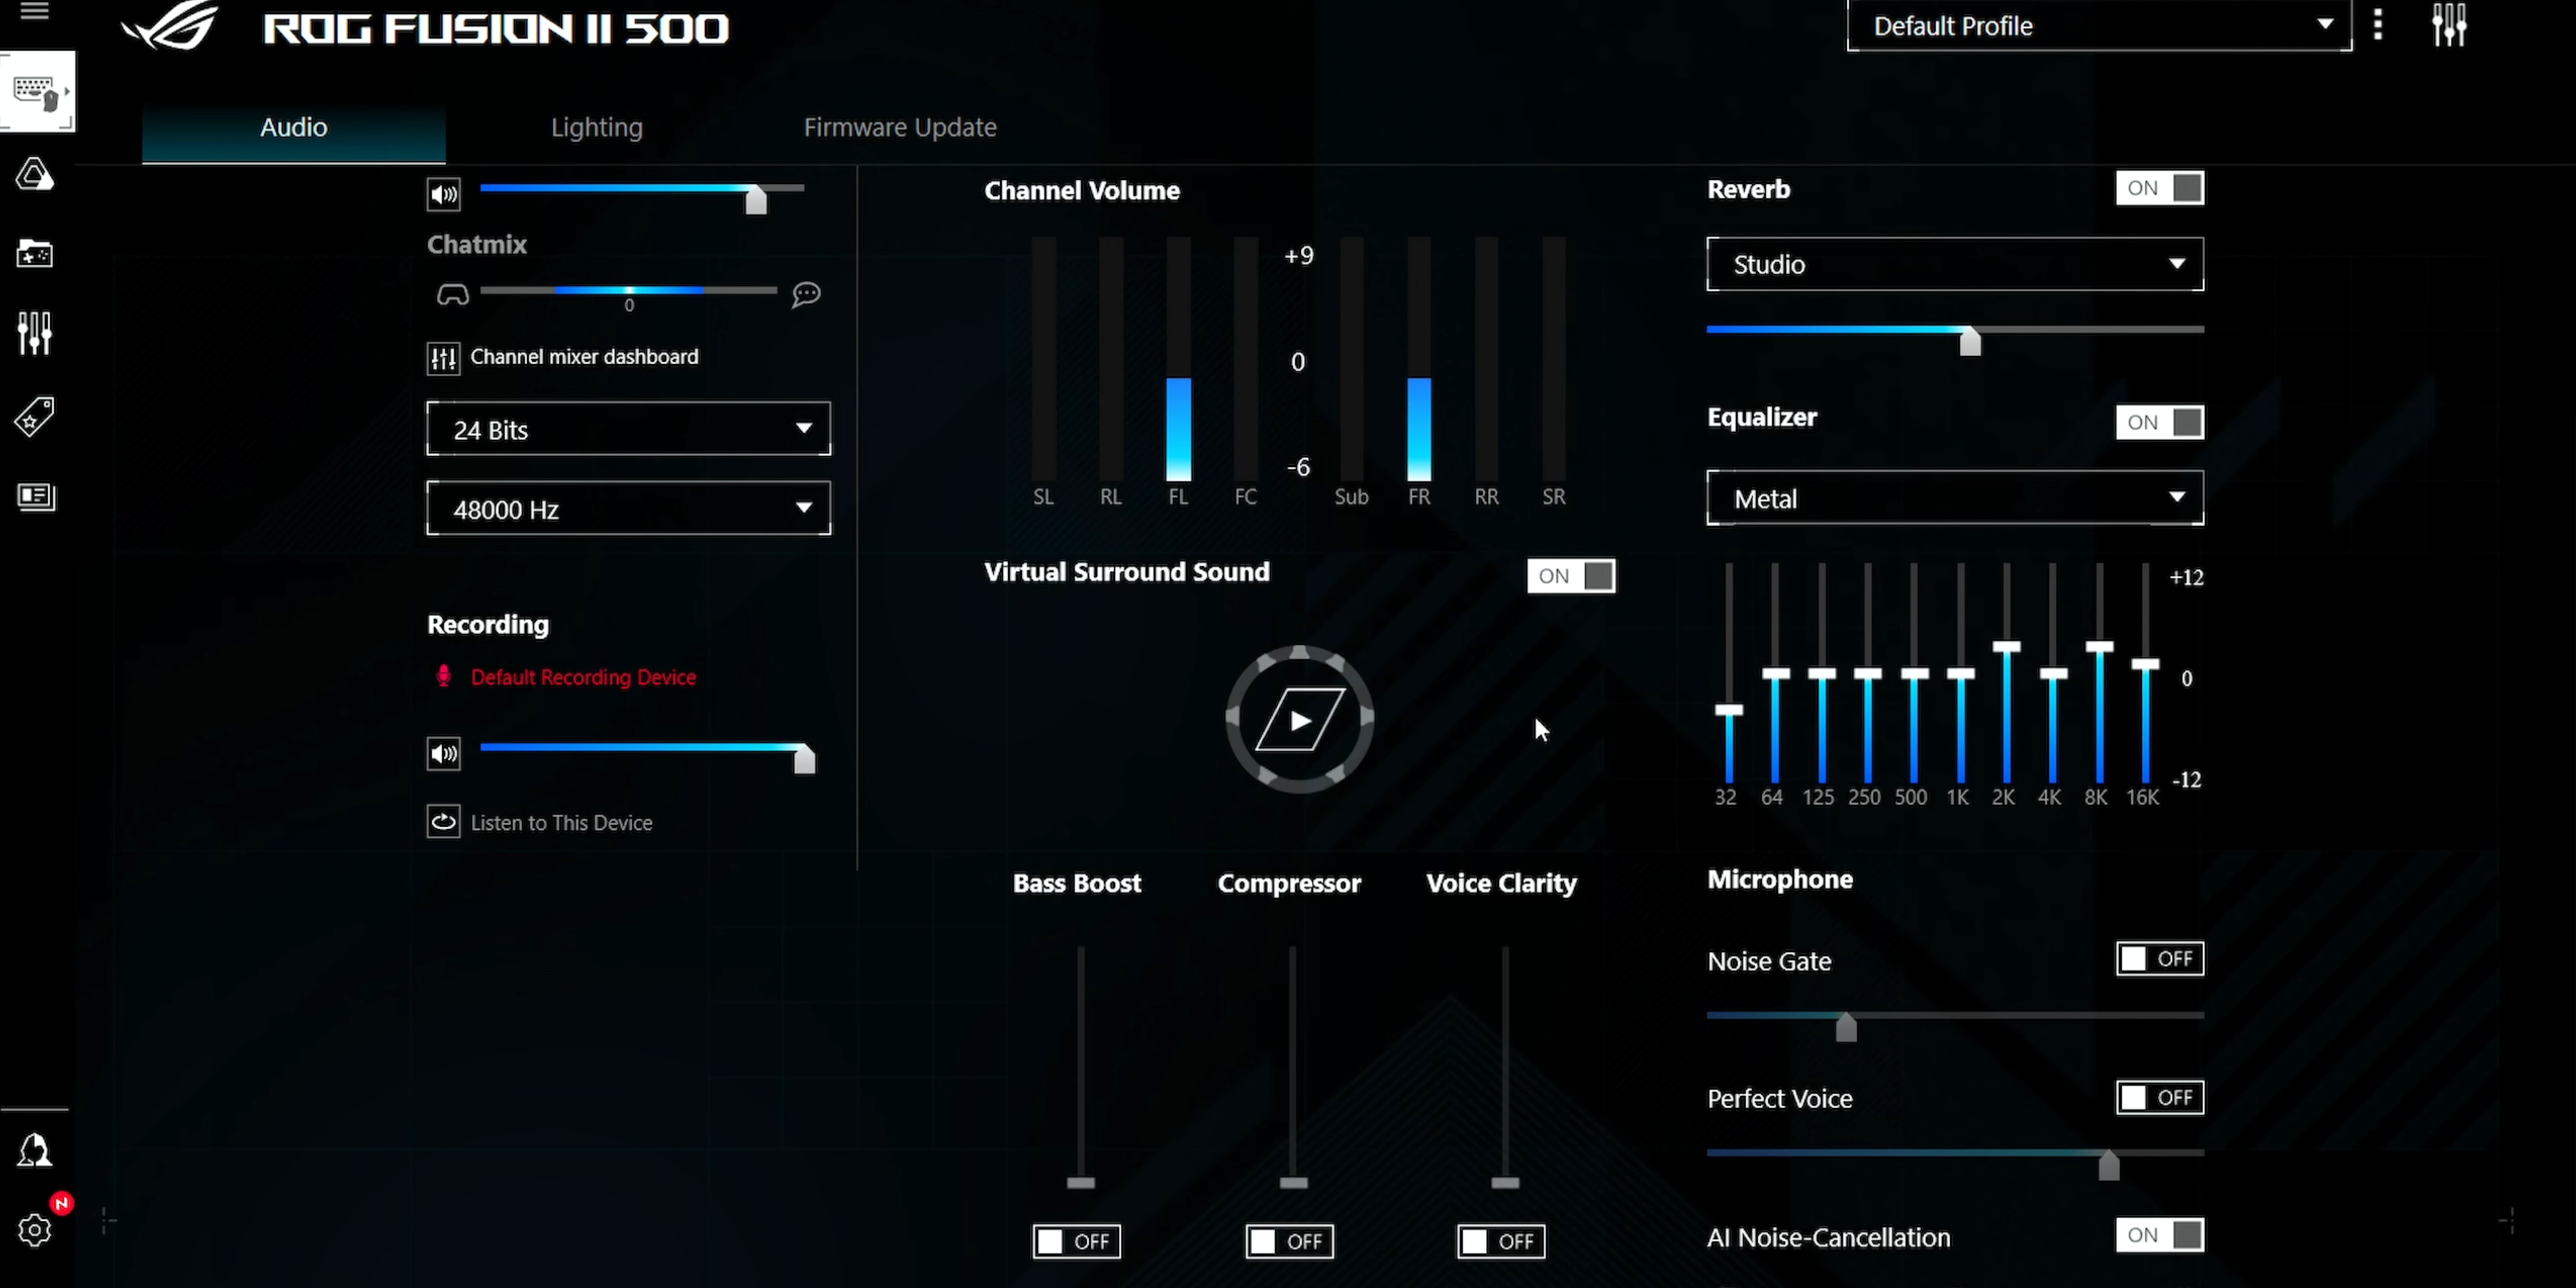 ROG FUSION II 500
Default Profile
Audio
Lighting
Firmware Update
Chatmix
0
Channel mixer dashboard
24 Bits
48000 Hz
Recording
Default Recording Device
Listen to This Device
Channel Volume
+9
0
-6
SL RL FL FC Sub FR RR SR
Virtual Surround Sound
ON
Bass Boost
Compressor
Voice Clarity
OFF
OFF
OFF
Reverb
ON
Studio
Equalizer
ON
Metal
+12
0
-12
32 64 125 250 500 1K 2K 4K 8K 16K
Microphone
Noise Gate
OFF
Perfect Voice
OFF
AI Noise-Cancellation
ON
N